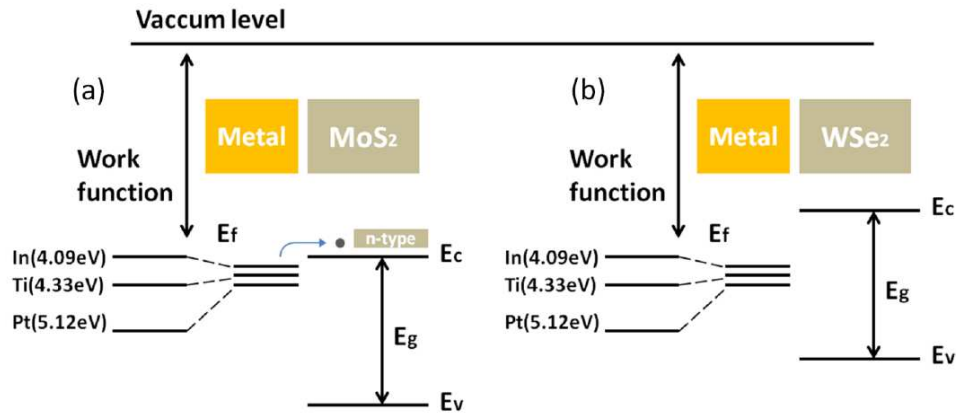 Vaccum level
(a)
Metal
MoS2
Work
function
Ef
n-type
In(4.09eV)
Ti(4.33eV)
Pt(5.12eV)
Ec
Eg
Ev
(b)
Metal
WSe2
Work
function
Ef
In(4.09eV)
Ti(4.33eV)
Pt(5.12eV)
Ec
Eg
Ev